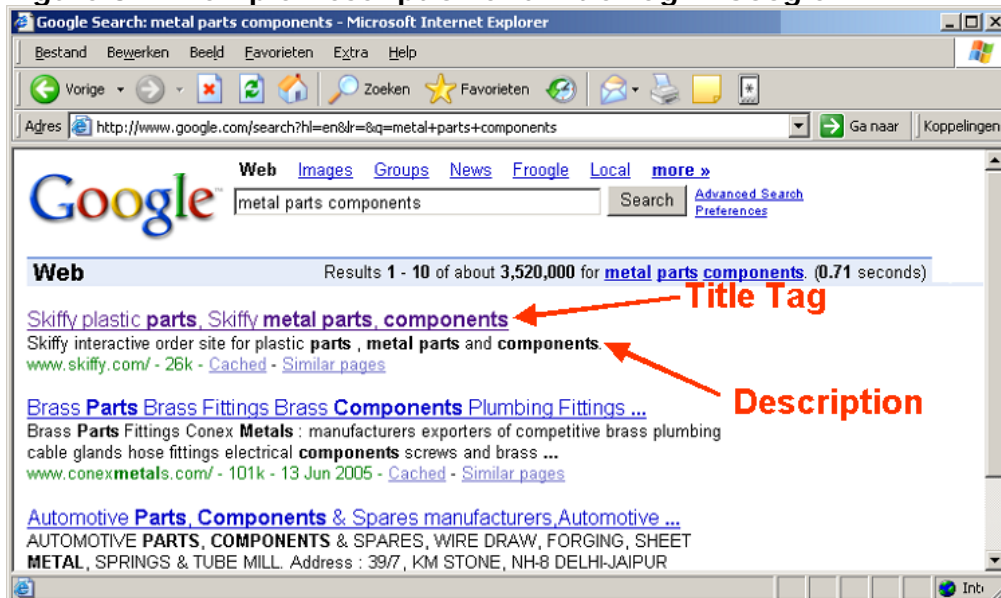 Google Search: metal parts components - Microsoft Internet Explorer
Bestand Bewerken Beeld Favorieten Extra Help
Vorige Zoeken Favorieten
Adres http://www.google.com/search?hl=en&lr=&q=metal+parts+components Ga naar Koppelingen
Web Images Groups News Froogle Local more »
Google™
metal parts components Search Advanced Search
Preferences
Web Results 1 - 10 of about 3,520,000 for metal parts components. (0.71 seconds)
Title Tag
Skiffy plastic parts, Skiffy metal parts, components
Skiffy interactive order site for plastic parts , metal parts and components.
www.skiffy.com/ - 26k - Cached - Similar pages
Description
Brass Parts Brass Fittings Brass Components Plumbing Fittings ...
Brass Parts Fittings Conex Metals : manufacturers exporters of competitive brass plumbing
cable glands hose fittings electrical components screws and brass ...
www.conexmetals.com/ - 101k - 13 Jun 2005 - Cached - Similar pages
Automotive Parts, Components & Spares manufacturers,Automotive ...
AUTOMOTIVE PARTS, COMPONENTS & SPARES, WIRE DRAW, FORGING, SHEET
METAL, SPRINGS & TUBE MILL. Address : 39/7, KM STONE, NH-8 DELHI-JAIPUR